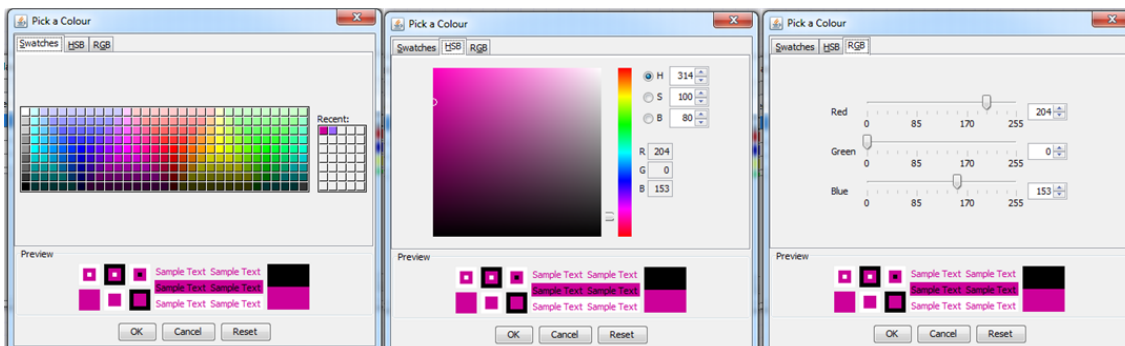 Pick a Colour
Swatches HSB RGB
Recent:
Preview
Sample Text Sample Text
Sample Text Sample Text
Sample Text Sample Text
OK Cancel Reset
Pick a Colour
Swatches HSB RGB
H 314
S 100
B 80
R 204
G 0
B 153
Preview
Sample Text Sample Text
Sample Text Sample Text
Sample Text Sample Text
OK Cancel Reset
Pick a Colour
Swatches HSB RGB
Red 204
0 85 170 255
Green 0
0 85 170 255
Blue 153
0 85 170 255
Preview
Sample Text Sample Text
Sample Text Sample Text
Sample Text Sample Text
OK Cancel Reset